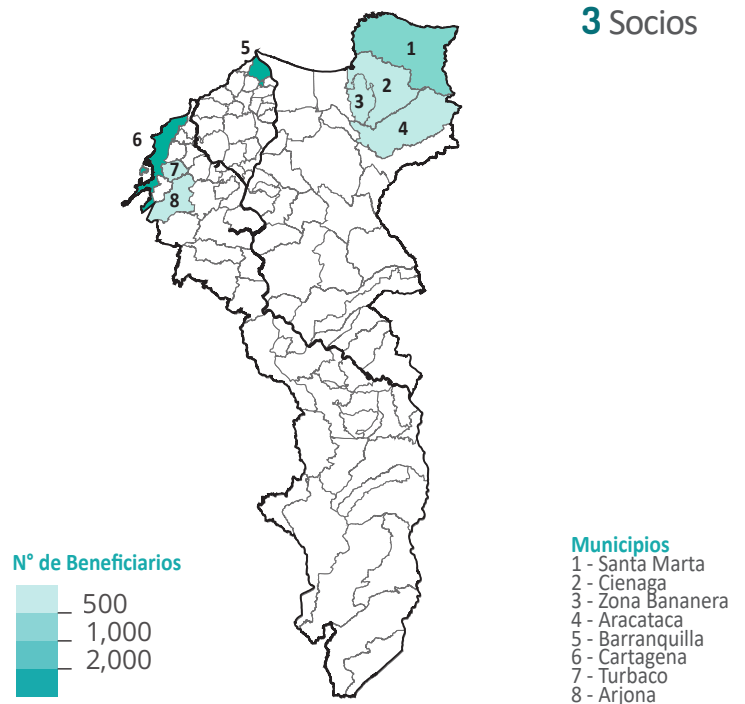 3 Socios
1
2
3
4
5
6
7
8
N° de Beneficiarios
500
1,000
2,000
Municipios
1 - Santa Marta
2 - Cienaga
3 - Zona Bananera
4 - Aracataca
5 - Barranquilla
6 - Cartagena
7 - Turbaco
8 - Arjona